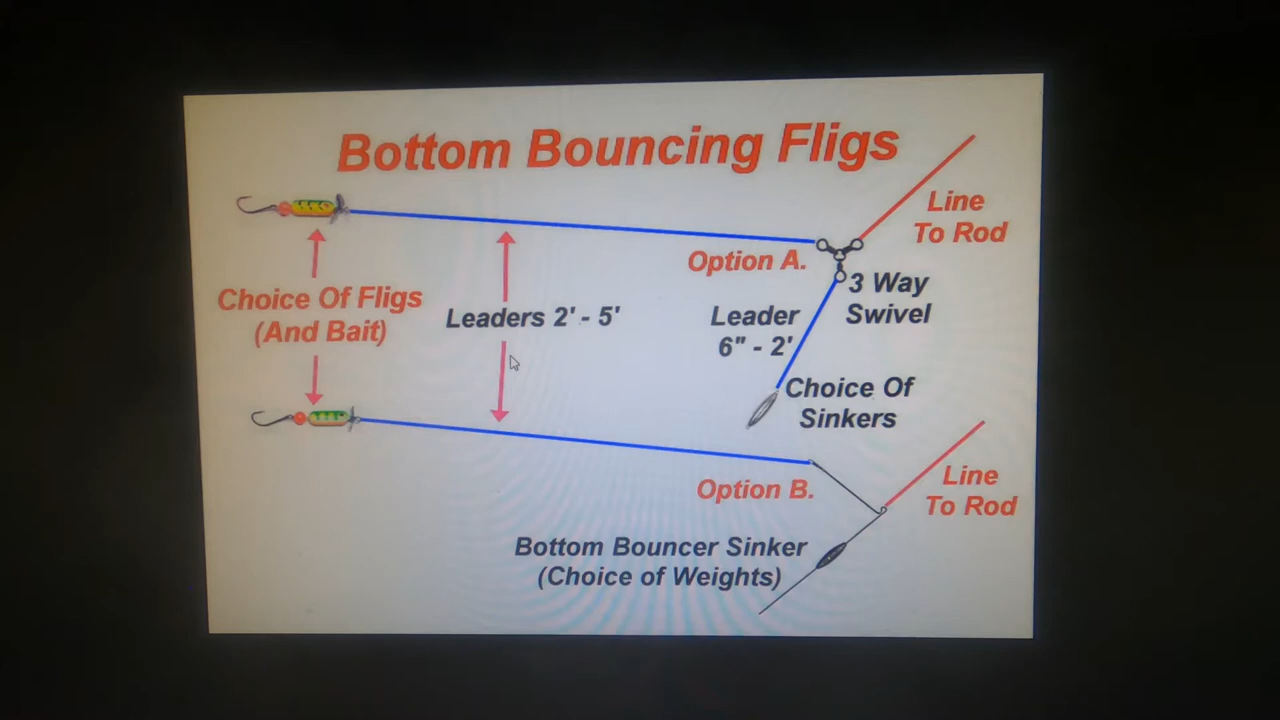 Bottom Bouncing Fligs
Line
To Rod
Option A.
3 Way
Swivel
Choice Of Fligs
(And Bait)
Leaders 2' - 5'
Leader
6" - 2'
Choice Of
Sinkers
Option B.
Line
To Rod
Bottom Bouncer Sinker
(Choice of Weights)